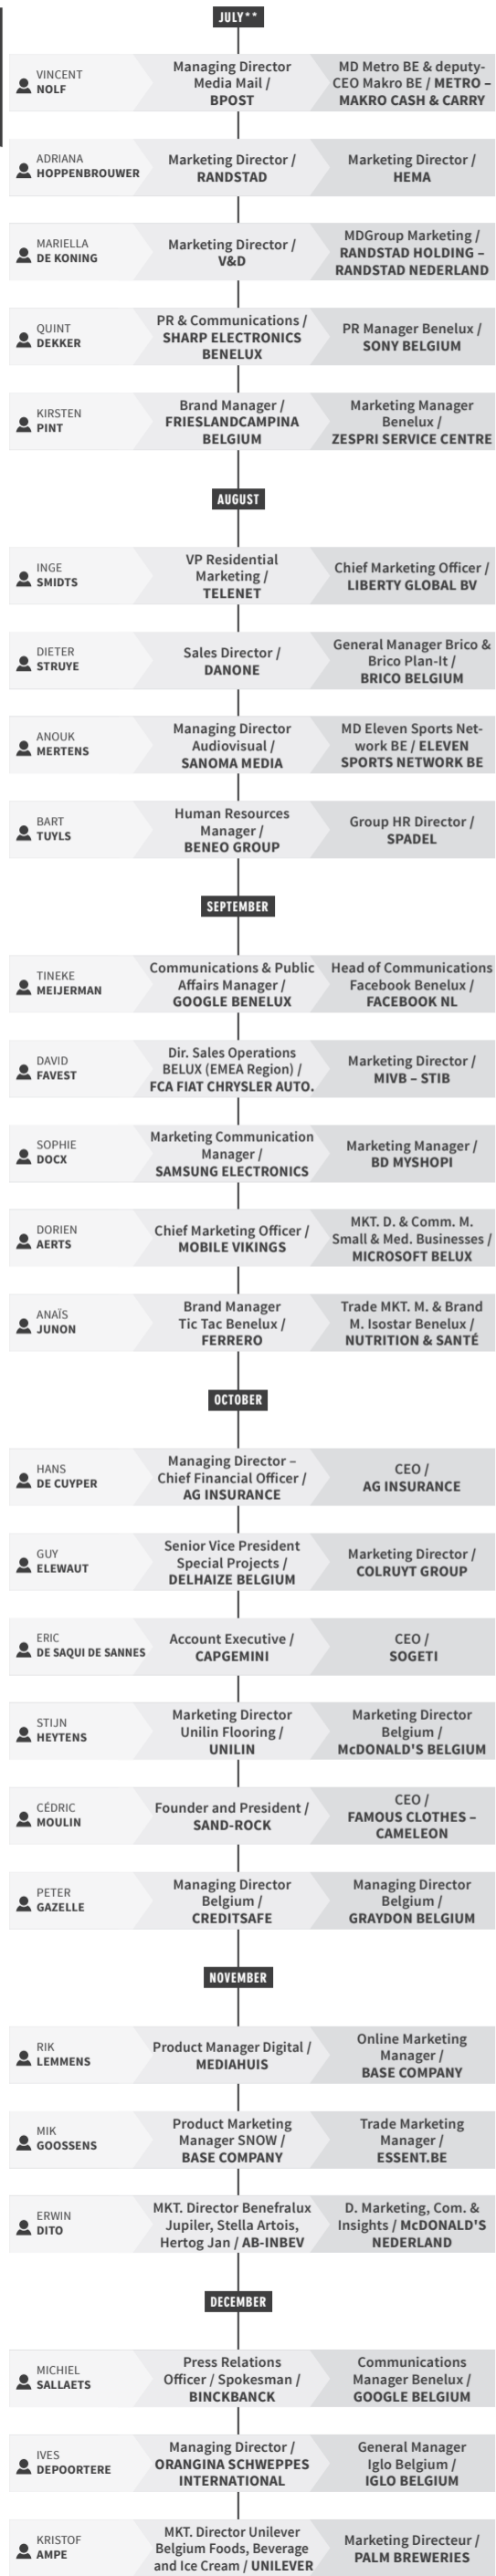 JULY**
VINCENT
NOLF
Managing Director
Media Mail /
BPOST
MD Metro BE & deputy-
CEO Makro BE / METRO –
MAKRO CASH & CARRY
ADRIANA
HOPPENBROUWER
Marketing Director /
RANDSTAD
Marketing Director /
HEMA
MARIELLA
DE KONING
Marketing Director /
V&D
MDGroup Marketing /
RANDSTAD HOLDING –
RANDSTAD NEDERLAND
QUINT
DEKKER
PR & Communications /
SHARP ELECTRONICS
BENELUX
PR Manager Benelux /
SONY BELGIUM
KIRSTEN
PINT
Brand Manager /
FRIESLANDCAMPINA
BELGIUM
Marketing Manager
Benelux /
ZESPRI SERVICE CENTRE
AUGUST
INGE
SMIDTS
VP Residential
Marketing /
TELENET
Chief Marketing Officer /
LIBERTY GLOBAL BV
DIETER
STRUYE
Sales Director /
DANONE
General Manager Brico &
Brico Plan-It /
BRICO BELGIUM
ANOUK
MERTENS
Managing Director
Audiovisual /
SANOMA MEDIA
MD Eleven Sports Net-
work BE / ELEVEN
SPORTS NETWORK BE
BART
TUYLS
Human Resources
Manager /
BENEO GROUP
Group HR Director /
SPADEL
SEPTEMBER
TINEKE
MEIJERMAN
Communications & Public
Affairs Manager /
GOOGLE BENELUX
Head of Communications
Facebook Benelux /
FACEBOOK NL
DAVID
FAVEST
Dir. Sales Operations
BELUX (EMEA Region) /
FCA FIAT CHRYSLER AUTO.
Marketing Director /
MIVB – STIB
SOPHIE
DOCX
Marketing Communication
Manager /
SAMSUNG ELECTRONICS
Marketing Manager /
BD MYSHOPI
DORIEN
AERTS
Chief Marketing Officer /
MOBILE VIKINGS
MKT. D. & Comm. M.
Small & Med. Businesses /
MICROSOFT BELUX
ANAÏS
JUNON
Brand Manager
Tic Tac Benelux /
FERRERO
Trade MKT. M. & Brand
M. Isostar Benelux /
NUTRITION & SANTÉ
OCTOBER
HANS
DE CUYPER
Managing Director –
Chief Financial Officer /
AG INSURANCE
CEO /
AG INSURANCE
GUY
ELEWAUT
Senior Vice President
Special Projects /
DELHAIZE BELGIUM
Marketing Director /
COLRUYT GROUP
ERIC
DE SAQUI DE SANNES
Account Executive /
CAPGEMINI
CEO /
SOGETI
STIJN
HEYTENS
Marketing Director
Unilin Flooring /
UNILIN
Marketing Director
Belgium /
McDONALD'S BELGIUM
CÉDRIC
MOULIN
Founder and President /
SAND-ROCK
CEO /
FAMOUS CLOTHES –
CAMELEON
PETER
GAZELLE
Managing Director
Belgium /
CREDITSAFE
Managing Director
Belgium /
GRAYDON BELGIUM
NOVEMBER
RIK
LEMMENS
Product Manager Digital /
MEDIAHUIS
Online Marketing
Manager /
BASE COMPANY
MIK
GOOSSENS
Product Marketing
Manager SNOW /
BASE COMPANY
Trade Marketing
Manager /
ESSENT.BE
ERWIN
DITO
MKT. Director Benefralux
Jupiler, Stella Artois,
Hertog Jan / AB-INBEV
D. Marketing, Com. &
Insights / McDONALD'S
NEDERLAND
DECEMBER
MICHIEL
SALLAETS
Press Relations
Officer / Spokesman /
BINCKBANCK
Communications
Manager Benelux /
GOOGLE BELGIUM
IVES
DEPOORTERE
Managing Director /
ORANGINA SCHWEPPES
INTERNATIONAL
General Manager
Iglo Belgium /
IGLO BELGIUM
KRISTOF
AMPE
MKT. Director Unilever
Belgium Foods, Beverage
and Ice Cream / UNILEVER
Marketing Directeur /
PALM BREWERIES